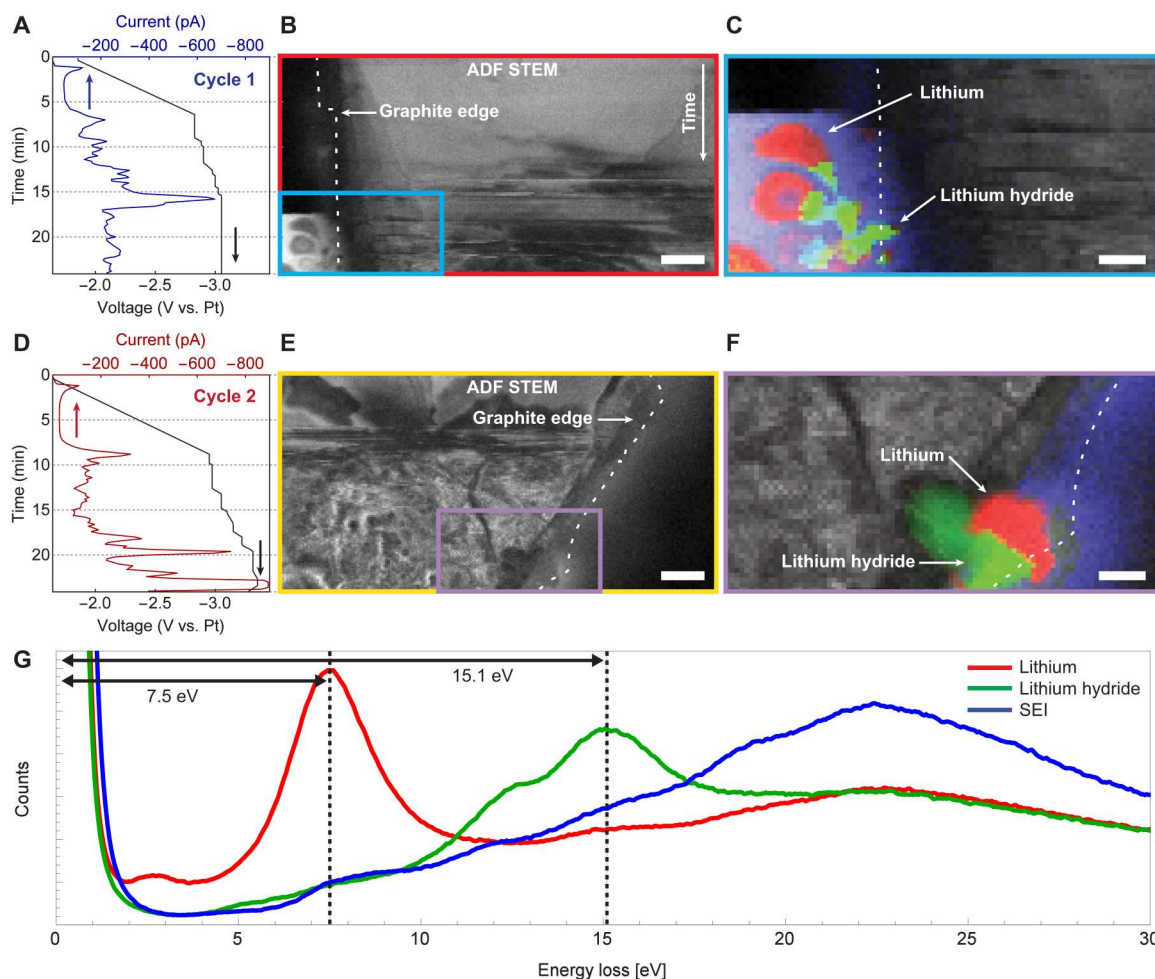 A
Current (pA)
−200 −400 −600 −800
Cycle 1
Time (min)
0
5
10
15
20
−2.0 −2.5 −3.0
Voltage (V vs. Pt)
B
ADF STEM
Graphite edge
Time
C
Lithium
Lithium hydride
D
Current (pA)
−200 −400 −600 −800
Cycle 2
Time (min)
0
5
10
15
20
−2.0 −2.5 −3.0
Voltage (V vs. Pt)
E
ADF STEM
Graphite edge
F
Lithium
Lithium hydride
G
15.1 eV
7.5 eV
Lithium
Lithium hydride
SEI
Counts
0 5 10 15 20 25 30
Energy loss [eV]